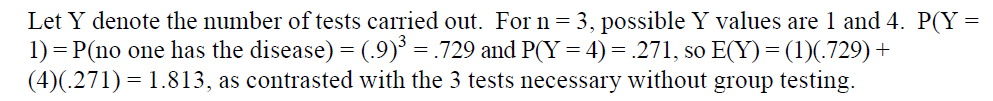 Let Y denote the number of tests carried out.  For n = 3, possible Y values are 1 and 4.  P(Y =
1) = P(no one has the disease) = (.9)³ = .729 and P(Y = 4) = .271, so E(Y) = (1)(.729) +
(4)(.271) = 1.813, as contrasted with the 3 tests necessary without group testing.